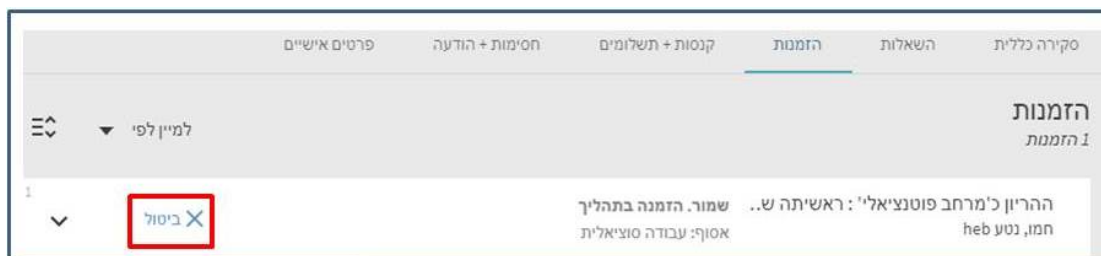 סקירה כללית השאלות הזמנות קנסות + תשלומים חסימות + הודעה פרטים אישיים
הזמנות
1 הזמנות
למיין לפי
1
ההריון כ'מרחב פוטנציאלי' : ראשיתה ש.. שמור. הזמנה בתהליך
ביטול
חמו, נטע heb אסוף: עבודה סוציאלית